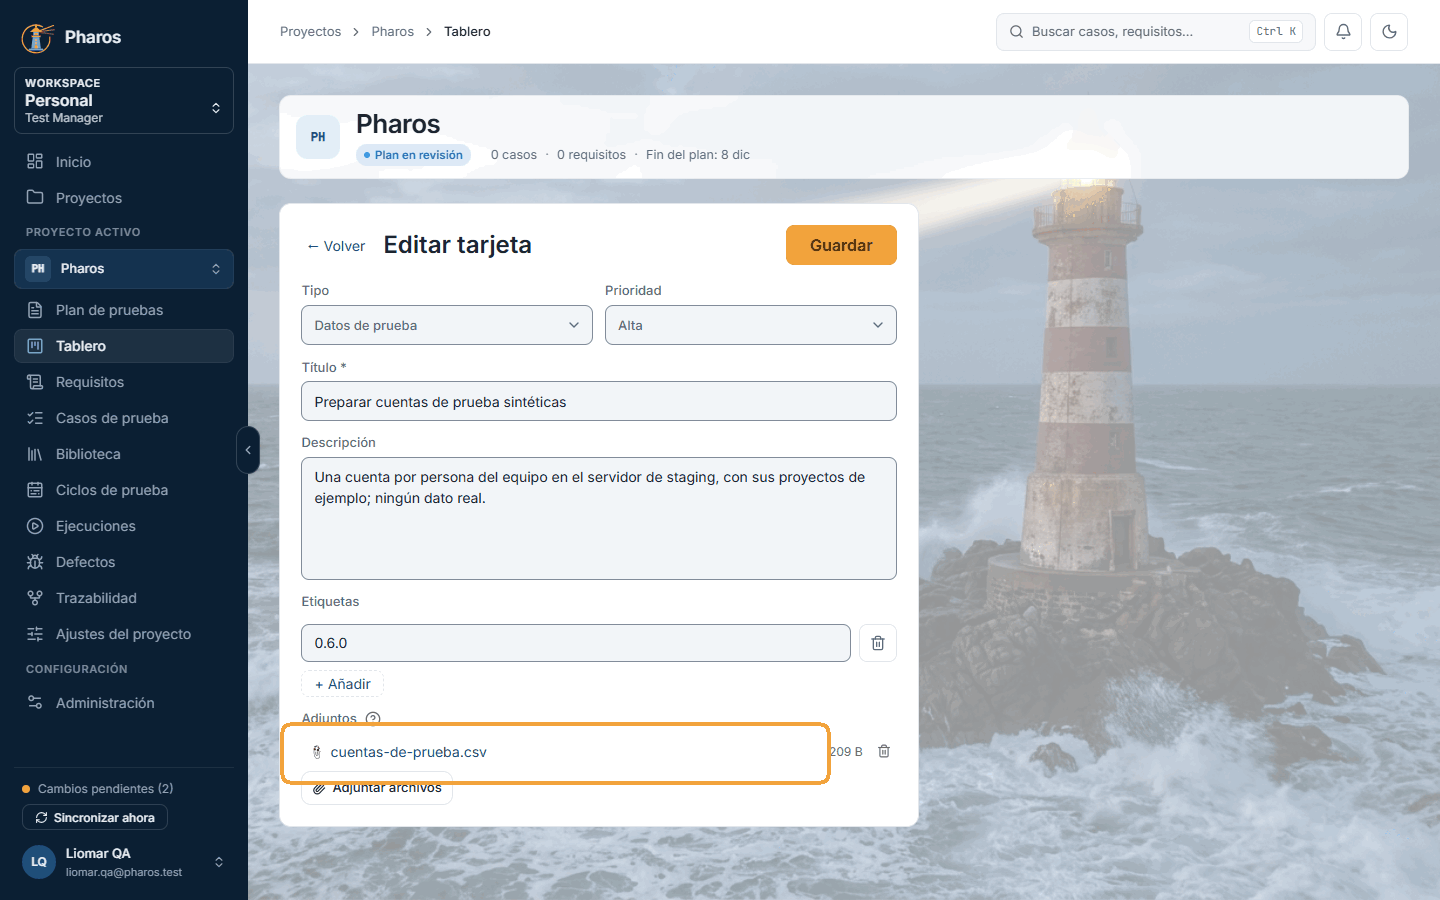 Pharos
WORKSPACE
Personal
Test Manager
Inicio
Proyectos
PROYECTO ACTIVO
PH
Pharos
Plan de pruebas
Tablero
Requisitos
Casos de prueba
Biblioteca
Ciclos de prueba
Ejecuciones
Defectos
Trazabilidad
Ajustes del proyecto
CONFIGURACIÓN
Administración
Cambios pendientes (2)
Sincronizar ahora
LQ
Liomar QA
liomar.qa@pharos.test
Proyectos > Pharos > Tablero
Buscar casos, requisitos...
Ctrl K
PH
Pharos
Plan en revisión
0 casos · 0 requisitos · Fin del plan: 8 dic
← Volver
Editar tarjeta
Guardar
Tipo
Prioridad
Datos de prueba
Alta
Título *
Preparar cuentas de prueba sintéticas
Descripción
Una cuenta por persona del equipo en el servidor de staging, con sus proyectos de
ejemplo; ningún dato real.
Etiquetas
0.6.0
+ Añadir
Adjuntos ?
cuentas-de-prueba.csv
209 B
Adjuntar archivos